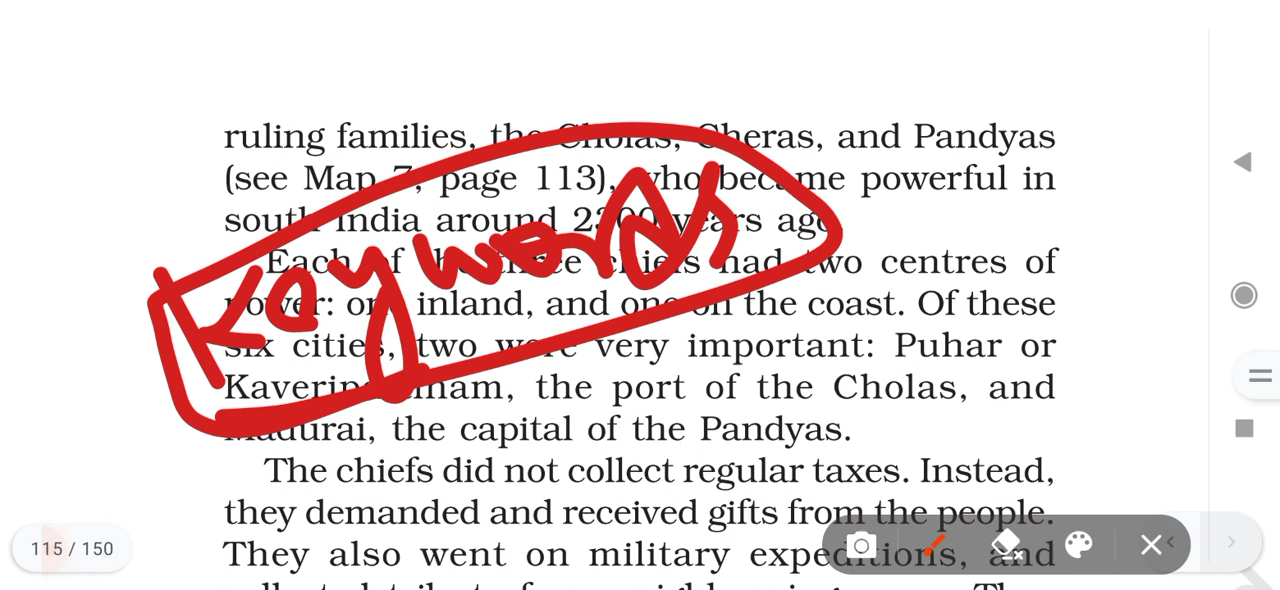 ruling families, the Cholas, Cheras, and Pandyas
(see Map 7, page 113), who became powerful in
south India around 2300 years ago.
Keywords
Each of the three chiefs had two centres of
power: one inland, and one on the coast. Of these
six cities, two were very important: Puhar or
Kaveripattinam, the port of the Cholas, and
Madurai, the capital of the Pandyas.
The chiefs did not collect regular taxes. Instead,
they demanded and received gifts from the people.
They also went on military expeditions, and
115 / 150